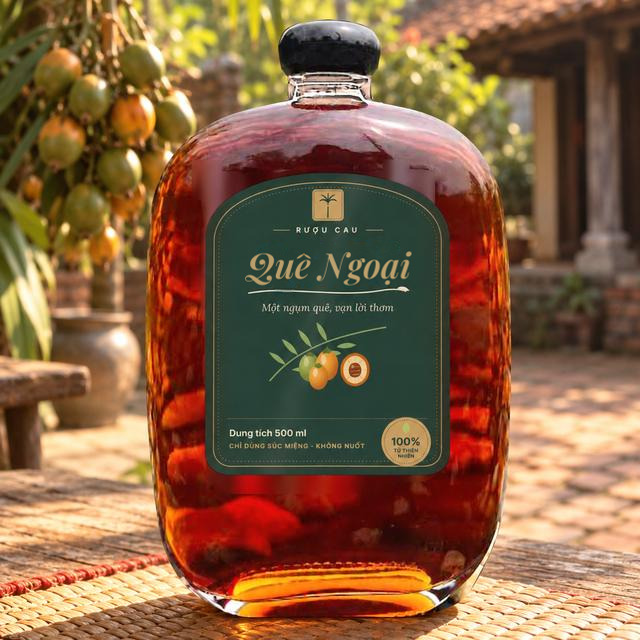 RƯỢU CAU
Quê Ngoại
Một ngụm quê, vạn lời thơm
Dung tích 500 ml
CHỈ DÙNG SÚC MIỆNG - KHÔNG NUỐT
100%
TỪ THIÊN
NHIÊN